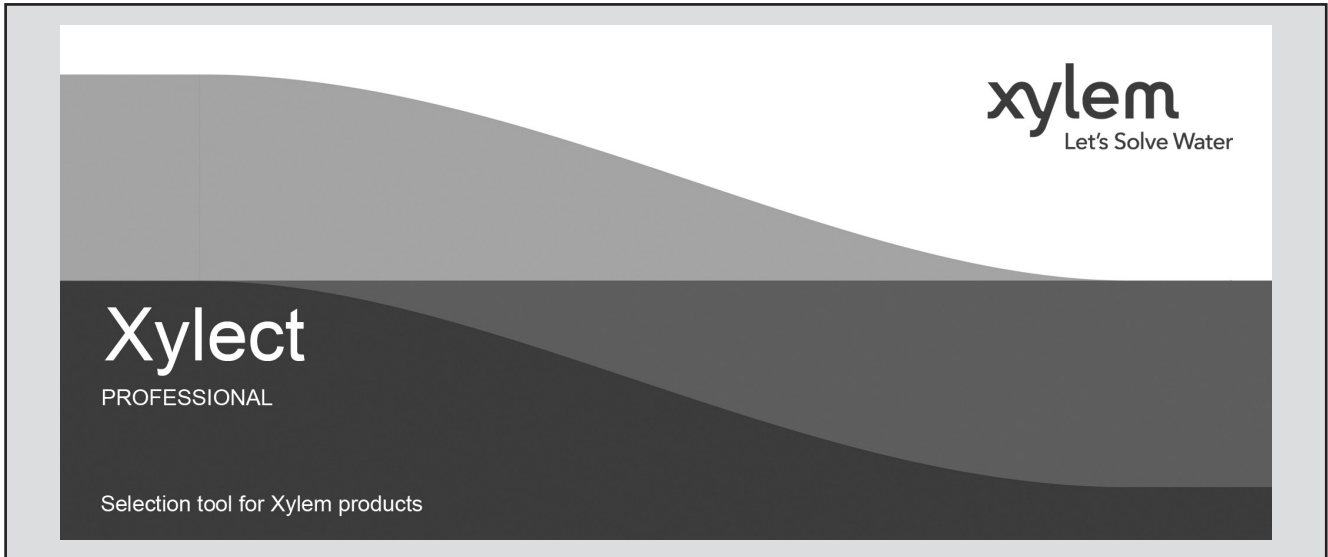 xylem
Let's Solve Water
Xylect
PROFESSIONAL
Selection tool for Xylem products